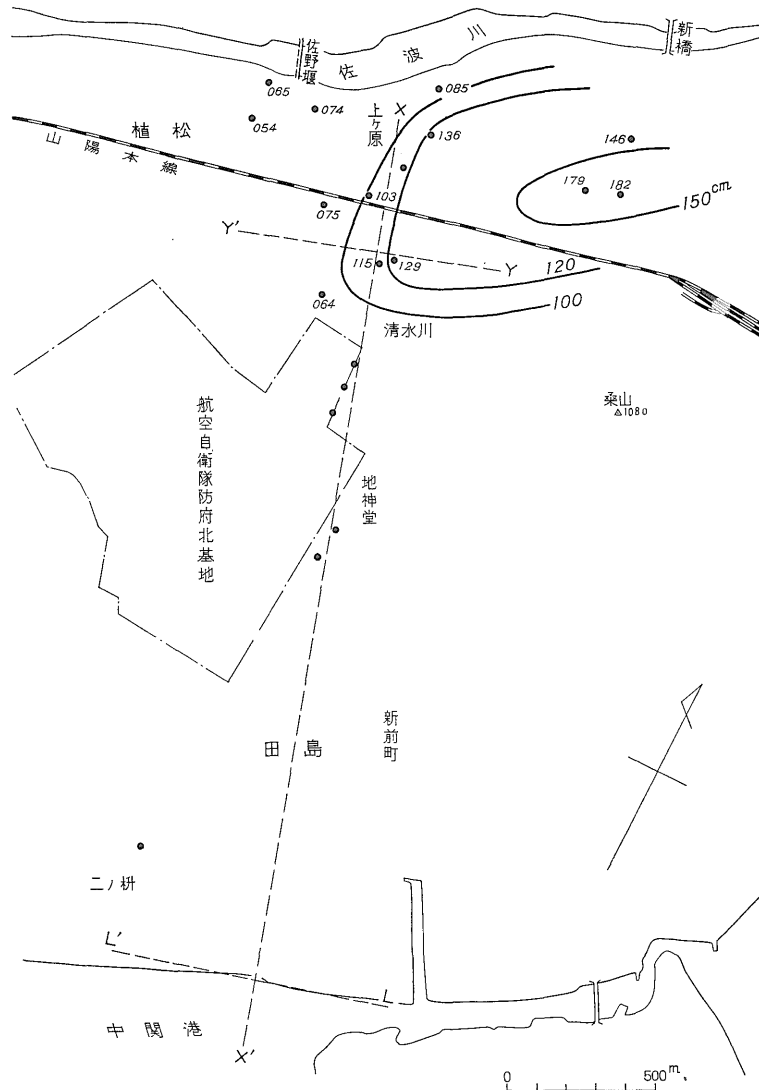 新橋
佐野堰
佐波川
065
085
074
上ヶ原
X
054
植松
136
146
山陽本線
179
182
103
150cm
075
Y'
115
129
Y
120
064
100
清水川
桑山
△108.0
航空自衛隊防府北基地
地神堂
新前町
田島
二ノ枡
L'
L
中関港
X'
0
500m.